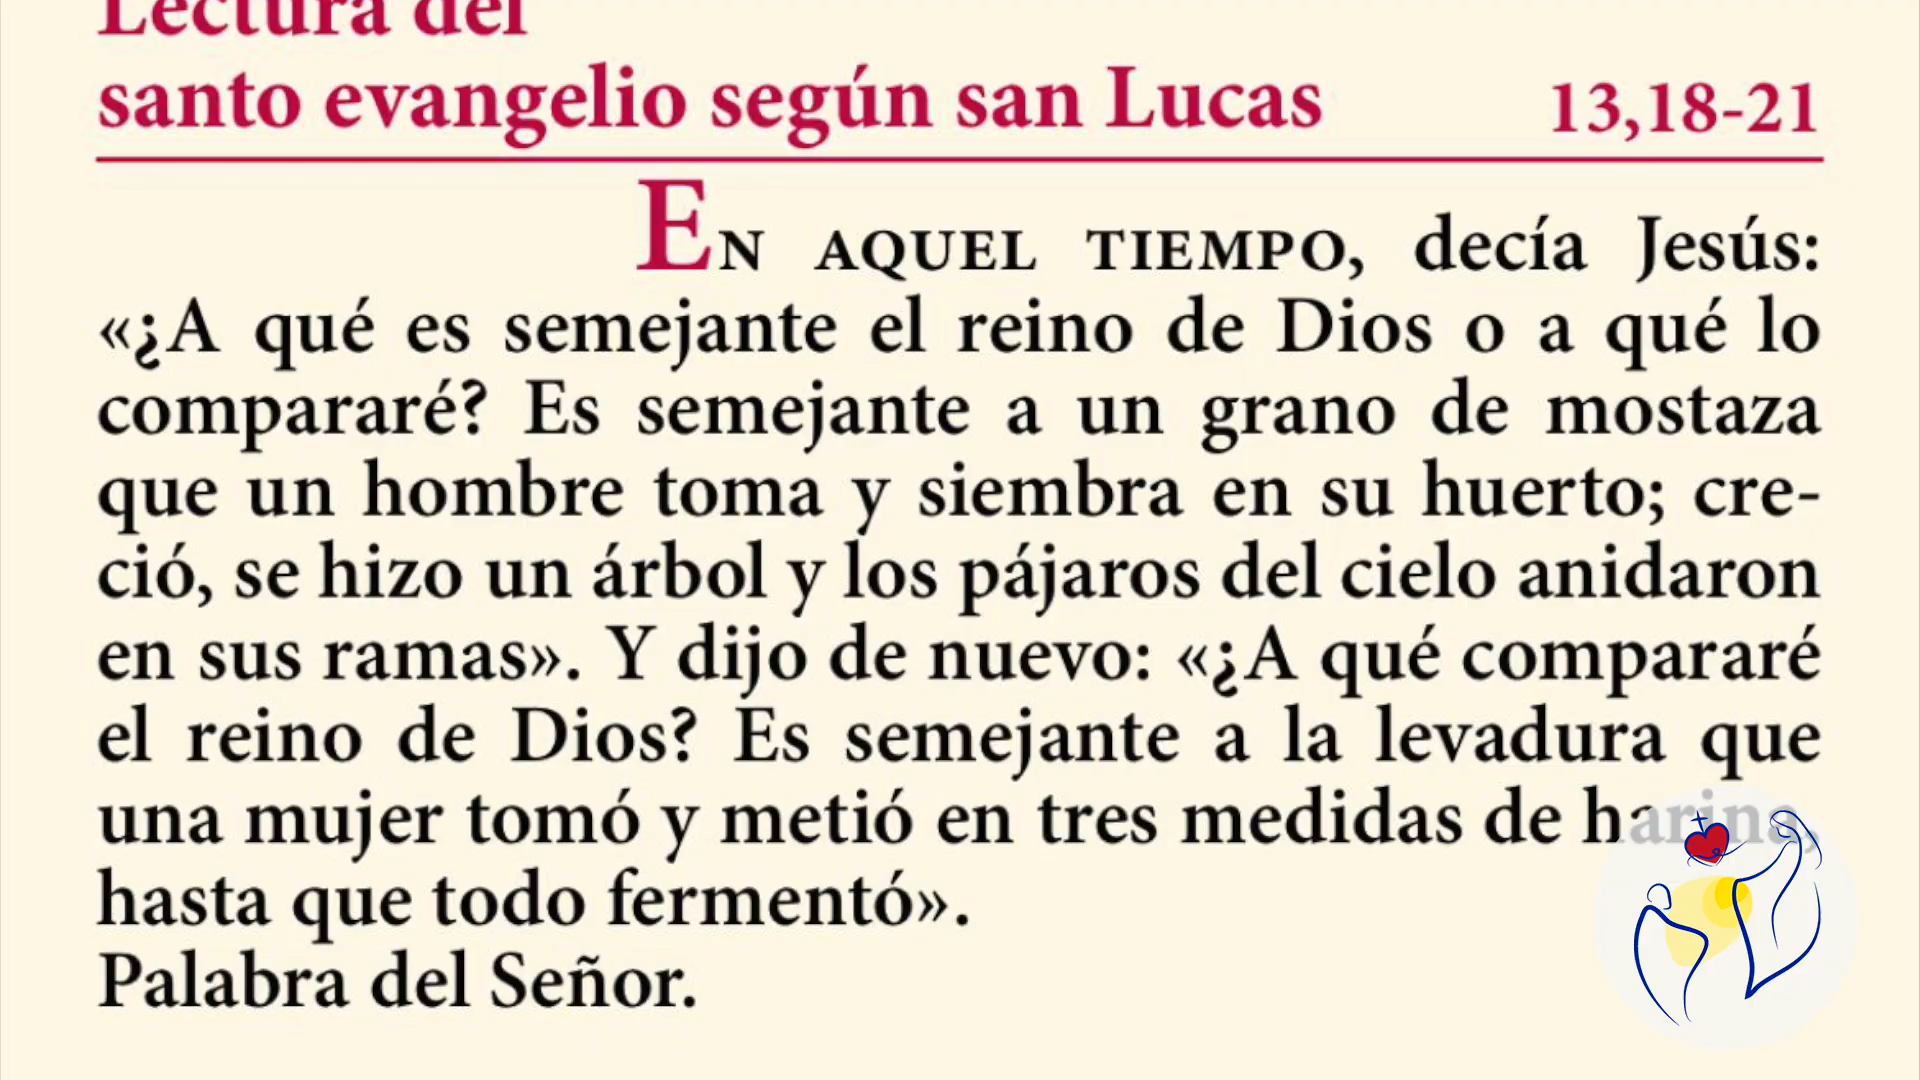 Lectura del
santo evangelio según san Lucas 13,18-21
EN AQUEL TIEMPO, decía Jesús:
«¿A qué es semejante el reino de Dios o a qué lo
compararé? Es semejante a un grano de mostaza
que un hombre toma y siembra en su huerto; cre-
ció, se hizo un árbol y los pájaros del cielo anidaron
en sus ramas». Y dijo de nuevo: «¿A qué compararé
el reino de Dios? Es semejante a la levadura que
una mujer tomó y metió en tres medidas de harina,
hasta que todo fermentó».
Palabra del Señor.